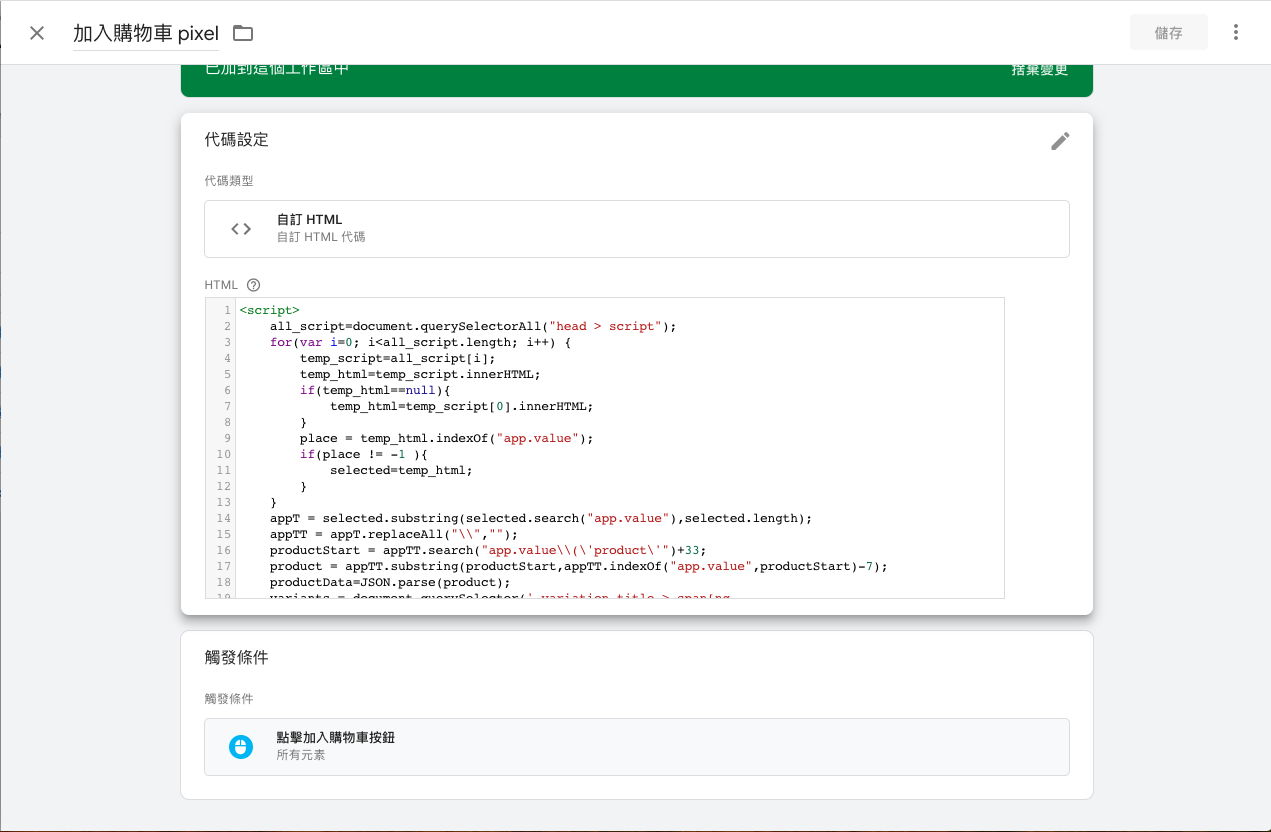 加入購物車 pixel
儲存
已加到這個工作區中
捨棄變更
代碼設定
代碼類型
自訂 HTML
自訂 HTML 代碼
HTML
1 <script>
2 all_script=document.querySelectorAll("head > script");
3 for(var i=0; i<all_script.length; i++) {
4 temp_script=all_script[i];
5 temp_html=temp_script.innerHTML;
6 if(temp_html==null){
7 temp_html=temp_script[0].innerHTML;
8 }
9 place = temp_html.indexOf("app.value");
10 if(place != -1 ){
11 selected=temp_html;
12 }
13 }
14 appT = selected.substring(selected.search("app.value"),selected.length);
15 appTT = appT.replaceAll("\\","");
16 productStart = appTT.search("app.value\\(\'product\'")+33;
17 product = appTT.substring(productStart,appTT.indexOf("app.value",productStart)-7);
18 productData=JSON.parse(product);
19 variants = document.querySelector('.variation-title > span[ng-
觸發條件
觸發條件
點擊加入購物車按鈕
所有元素